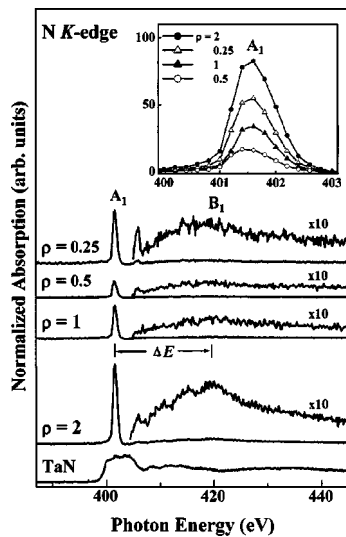 N K-edge
A₁
ρ = 2
0.25
1
0.5
100
50
0
400 401 402 403
A₁
B₁
x10
ρ = 0.25
x10
ρ = 0.5
x10
ρ = 1
ΔE
x10
ρ = 2
TaN
400 420 440
Photon Energy (eV)
Normalized Absorption (arb. units)